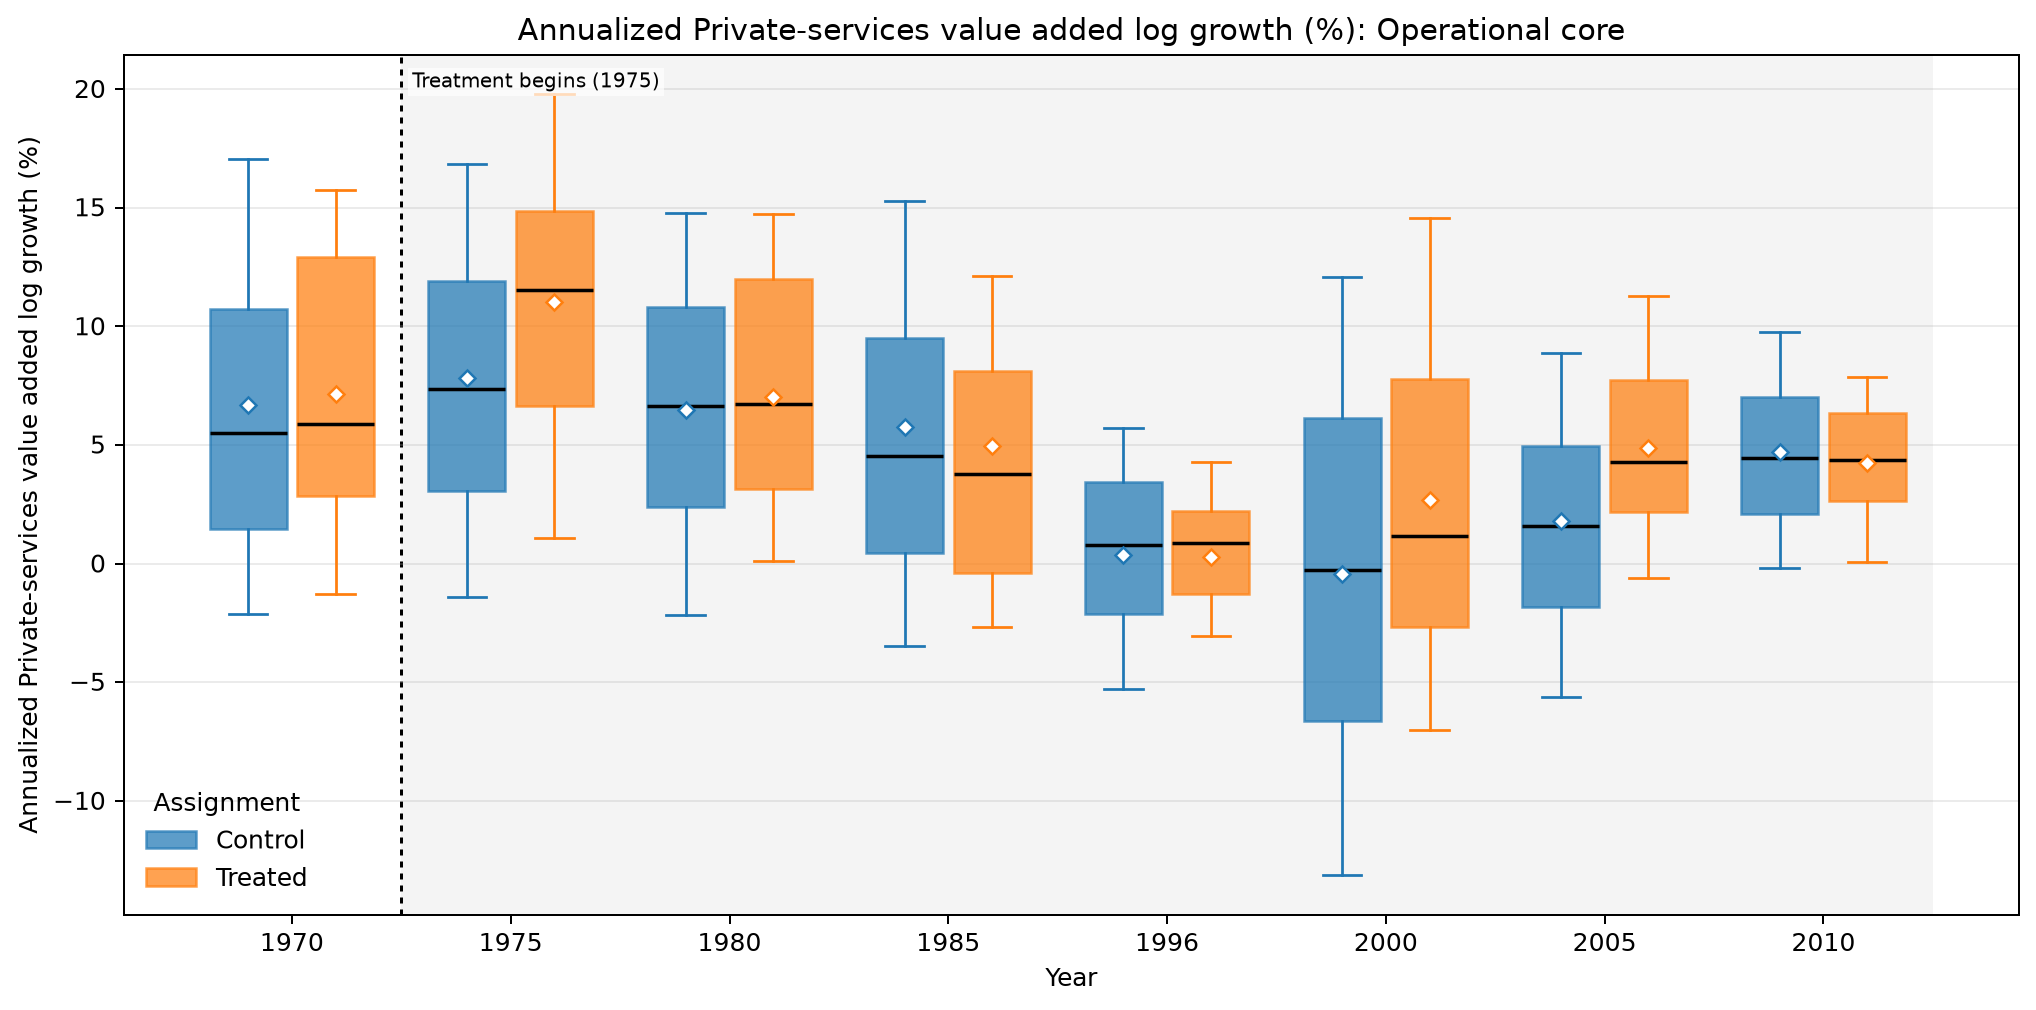 Annualized Private-services value added log growth (%): Operational core
Annualized Private-services value added log growth (%)
20
15
10
5
0
−5
−10
Treatment begins (1975)
Assignment
Control
Treated
1970
1975
1980
1985
1996
2000
2005
2010
Year